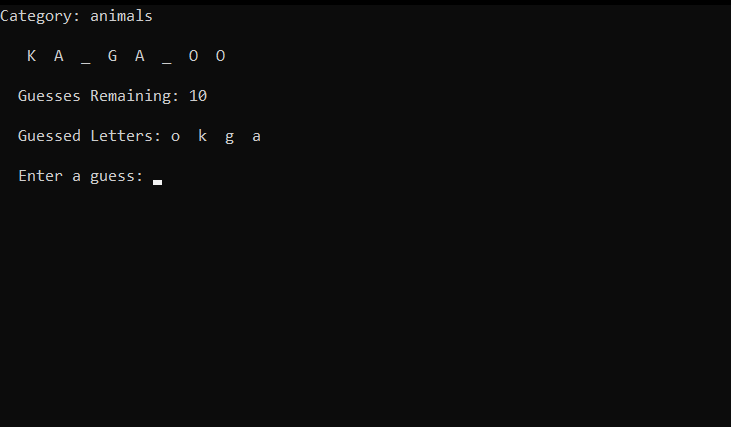 Category: animals
K A _ G A _ O O
Guesses Remaining: 10
Guessed Letters: o k g a
Enter a guess: